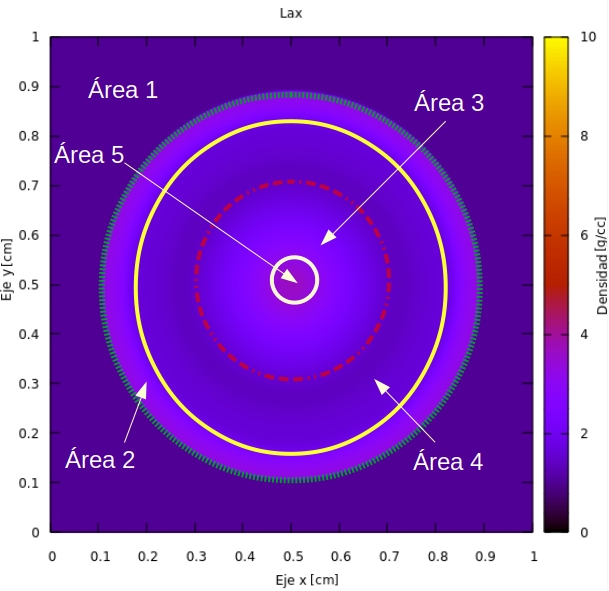 Lax
Área 1
Área 3
Área 5
Área 2
Área 4
1
0.9
0.8
0.7
0.6
0.5
0.4
0.3
0.2
0.1
0
Eje y[cm]
0 0.1 0.2 0.3 0.4 0.5 0.6 0.7 0.8 0.9 1
Eje x [cm]
10
8
6
4
2
0
Densidad [g/cc]